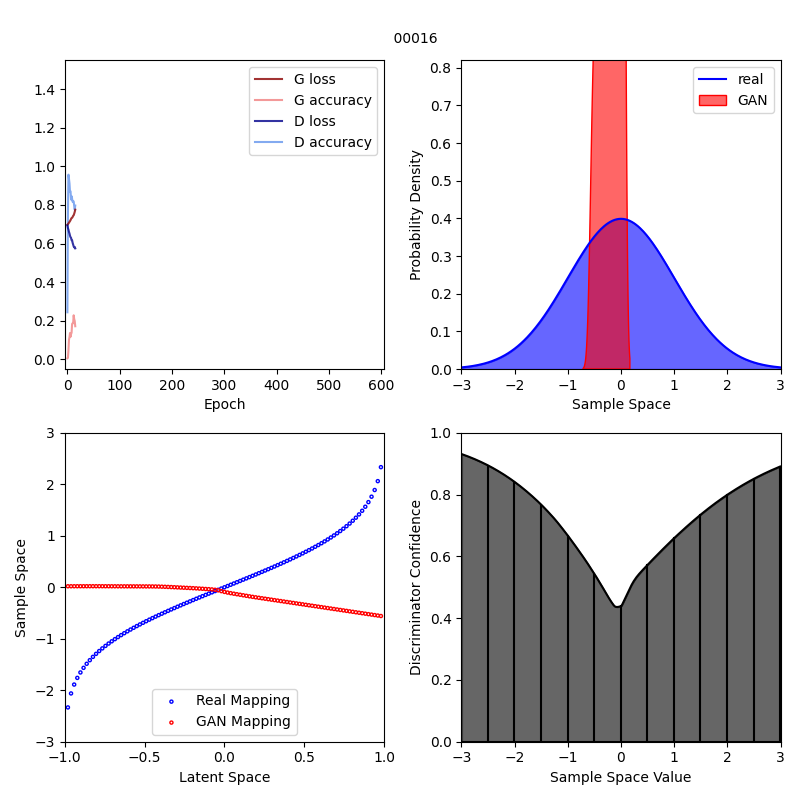 00016
G loss
G accuracy
D loss
D accuracy
1.4
1.2
1.0
0.8
0.6
0.4
0.2
0.0
0 100 200 300 400 500 600
Epoch
real
GAN
Probability Density
0.8
0.7
0.6
0.5
0.4
0.3
0.2
0.1
0.0
−3 −2 −1 0 1 2 3
Sample Space
Sample Space
3
2
1
0
−1
−2
−3
Real Mapping
GAN Mapping
−1.0 −0.5 0.0 0.5 1.0
Latent Space
Discriminator Confidence
1.0
0.8
0.6
0.4
0.2
0.0
−3 −2 −1 0 1 2 3
Sample Space Value